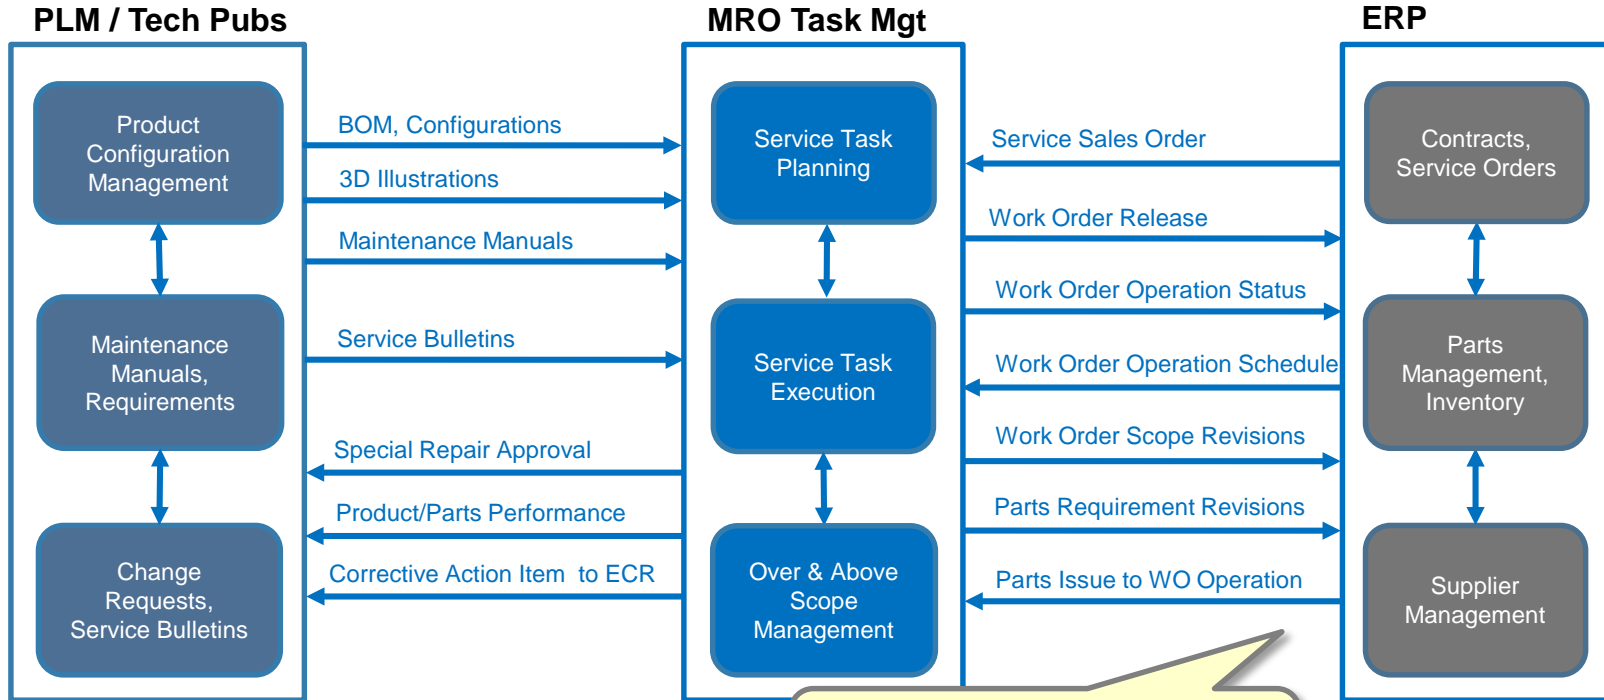 PLM / Tech Pubs
MRO Task Mgt
ERP
Product
Configuration
Management
BOM, Configurations
3D Illustrations
Maintenance Manuals
Service Task
Planning
Service Sales Order
Work Order Release
Contracts,
Service Orders
Maintenance
Manuals,
Requirements
Service Bulletins
Service Task
Execution
Work Order Operation Status
Work Order Operation Schedule
Parts
Management,
Inventory
Special Repair Approval
Product/Parts Performance
Corrective Action Item  to ECR
Work Order Scope Revisions
Parts Requirement Revisions
Parts Issue to WO Operation
Change
Requests,
Service Bulletins
Over & Above
Scope
Management
Supplier
Management